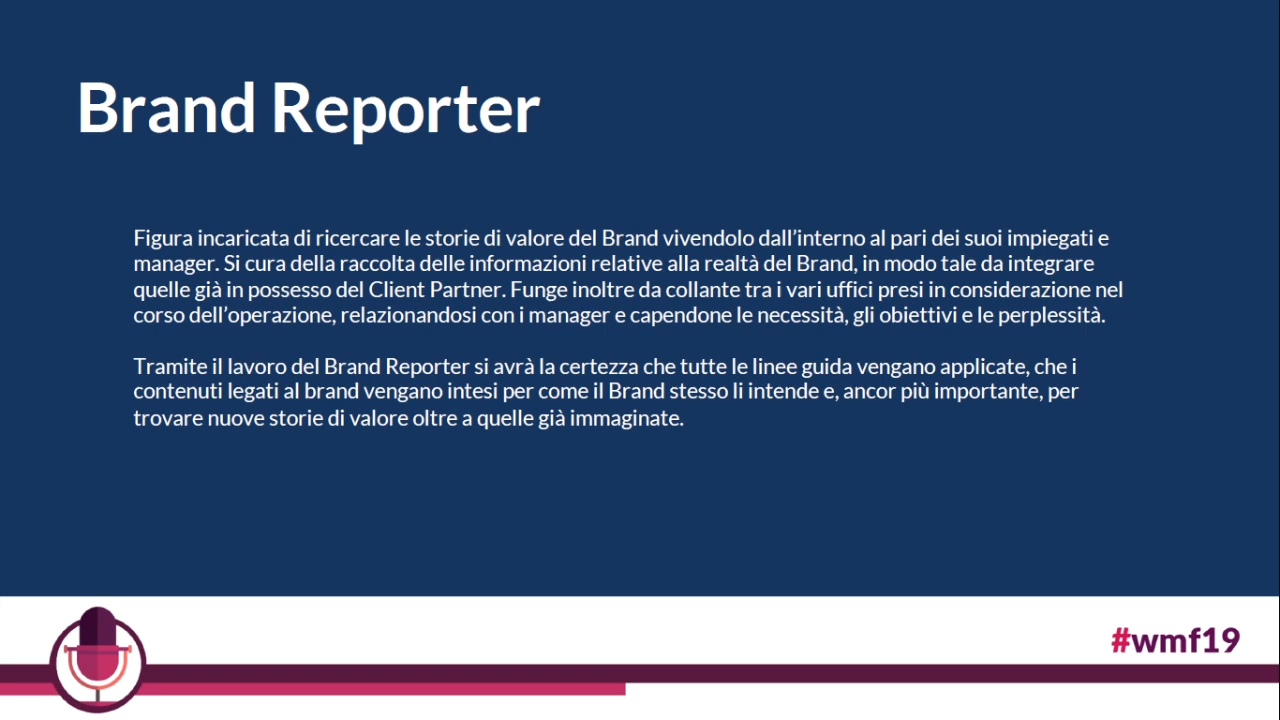 Brand Reporter
Figura incaricata di ricercare le storie di valore del Brand vivendolo dall’interno al pari dei suoi impiegati e
manager. Si cura della raccolta delle informazioni relative alla realtà del Brand, in modo tale da integrare
quelle già in possesso del Client Partner. Funge inoltre da collante tra i vari uffici presi in considerazione nel
corso dell’operazione, relazionandosi con i manager e capendone le necessità, gli obiettivi e le perplessità.
Tramite il lavoro del Brand Reporter si avrà la certezza che tutte le linee guida vengano applicate, che i
contenuti legati al brand vengano intesi per come il Brand stesso li intende e, ancor più importante, per
trovare nuove storie di valore oltre a quelle già immaginate.
#wmf19